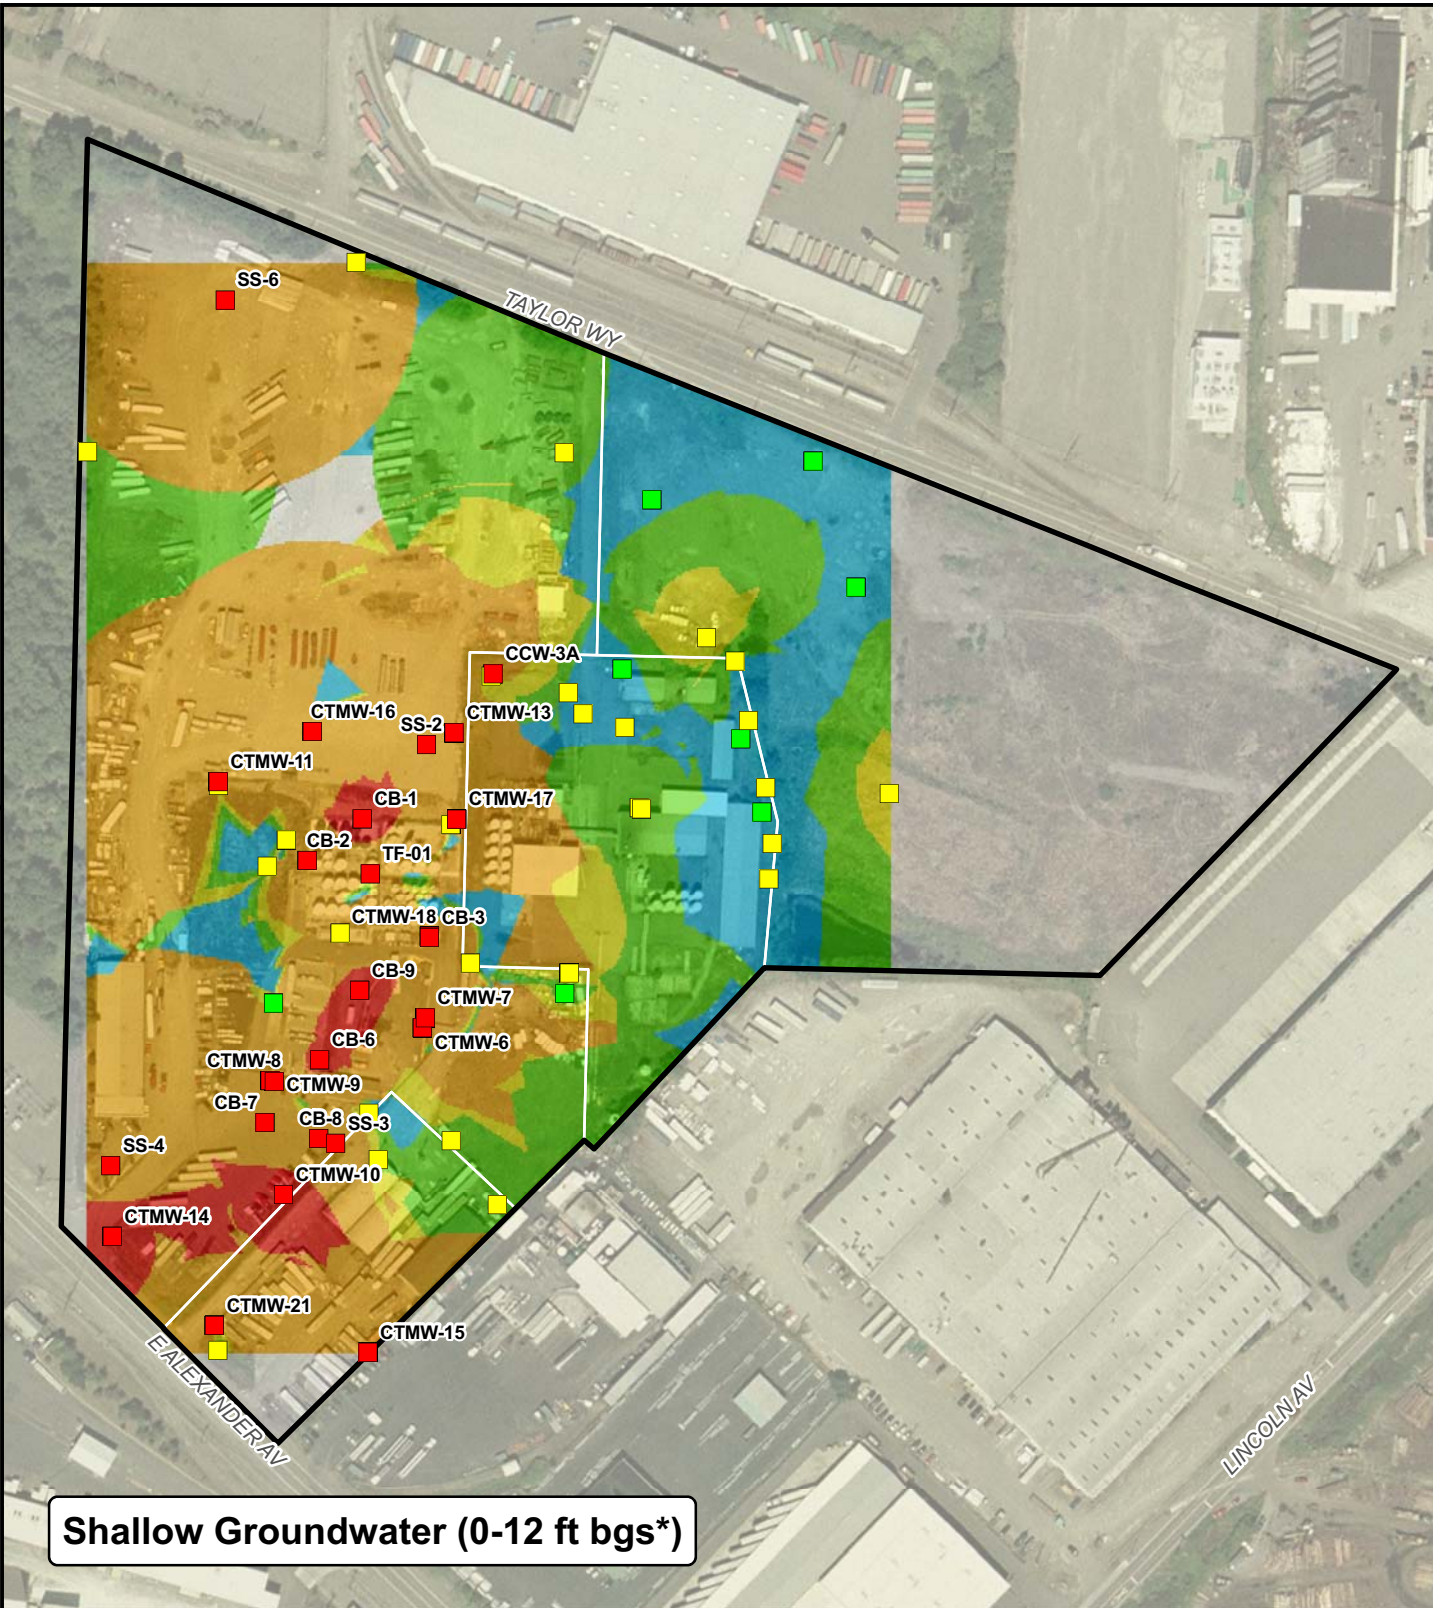 SS-6
TAYLOR WY
CCW-3A
CTMW-16
SS-2
CTMW-13
CTMW-11
CB-1
CTMW-17
CB-2
TF-01
CTMW-18
CB-3
CB-9
CTMW-7
CTMW-6
CB-6
CTMW-8
CTMW-9
CB-7
CB-8
SS-3
SS-4
CTMW-10
CTMW-14
CTMW-21
CTMW-15
E ALEXANDER AV
LINCOLN AV
Shallow Groundwater (0-12 ft bgs*)